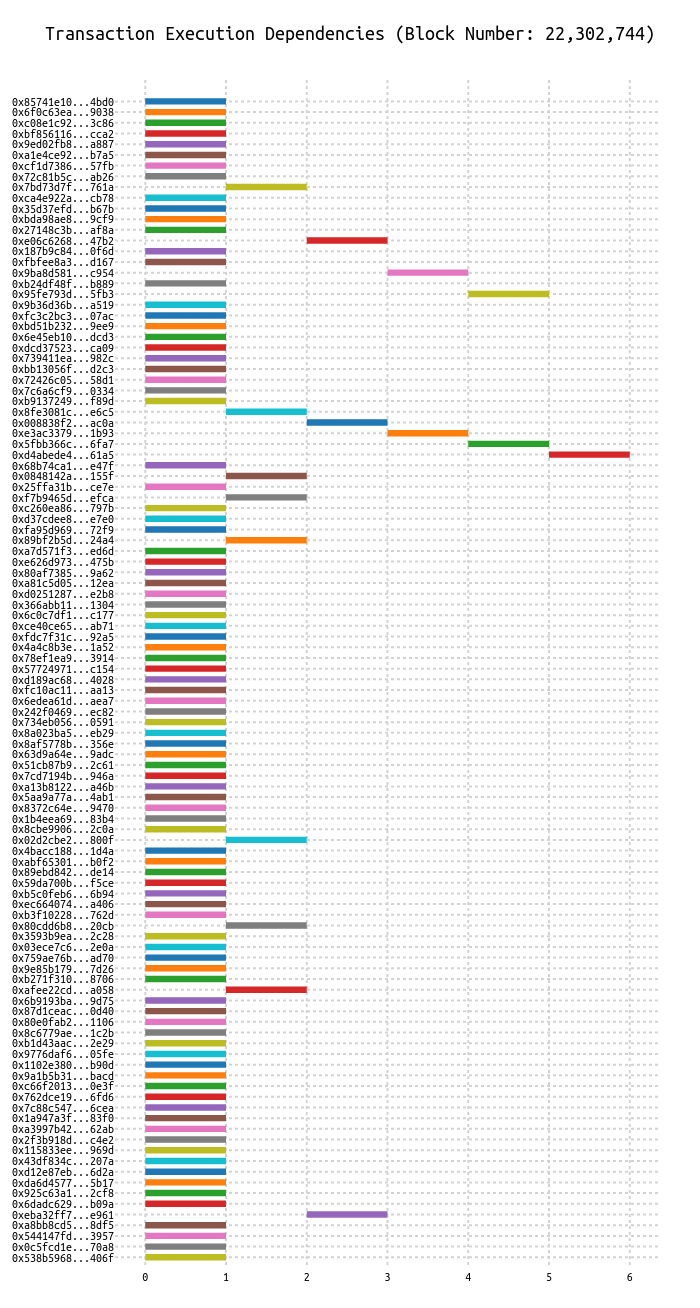 Transaction Execution Dependencies (Block Number: 22,302,744)
0x85741e10...4bd0
0x6f0c63ea...9038
0xc08e1c92...3c86
0xbf856116...cca2
0x9ed02fb8...a887
0xa1e4ce92...b7a5
0xcf1d7386...57fb
0x72c81b5c...ab26
0x7bd73d7f...761a
0xca4e922a...cb78
0x35d37efd...b67b
0xbda98ae8...9cf9
0x27148c3b...af8a
0xe06c6268...47b2
0x187b9c84...0f6d
0xfbfee8a3...d167
0x9ba8d581...c954
0xb24df48f...b889
0x95fe793d...5fb3
0x9b36d36b...a519
0xfc3c2bc3...07ac
0xbd51b232...9ee9
0x6e45eb10...dcd3
0xdcd37523...ca09
0x739411ea...982c
0xbb13056f...d2c3
0x72426c05...58d1
0x7c6a6cf9...0334
0xb9137249...f89d
0x8fe3081c...e6c5
0x008838f2...ac0a
0xe3ac3379...1b93
0x5fbb366c...6fa7
0xd4abede4...61a5
0x68b74ca1...e47f
0x0848142a...155f
0x25ffa31b...ce7e
0xf7b9465d...efca
0xc260ea86...797b
0xd37cdee8...e7e0
0xfa95d969...72f9
0x89bf2b5d...24a4
0xa7d571f3...ed6d
0xe626d973...475b
0x80af7385...9a62
0xa81c5d05...12ea
0xd0251287...e2b8
0x366abb11...1304
0x6c0c7df1...c177
0xce40ce65...ab71
0xfdc7f31c...92a5
0x4a4c8b3e...1a52
0x78ef1ea9...3914
0x57724971...c154
0xd189ac68...4028
0xfc10ac11...aa13
0x6edea61d...aea7
0x242f0469...ec82
0x734eb056...0591
0x8a023ba5...eb29
0x8af5778b...356e
0x63d9a64e...9adc
0x51cb87b9...2c61
0x7cd7194b...946a
0xa13b8122...a46b
0x5aa9a77a...4ab1
0x8372c64e...9470
0x1b4eea69...83b4
0x8cbe9906...2c0a
0x02d2cbe2...800f
0x4bacc188...1d4a
0xabf65301...b0f2
0x89ebd842...de14
0x59da700b...f5ce
0xb5c0feb6...6b94
0xec664074...a406
0xb3f10228...762d
0x80cdd6b8...20cb
0x3593b9ea...2c28
0x03ece7c6...2e0a
0x759ae76b...ad70
0x9e85b179...7d26
0xb271f310...8706
0xafee22cd...a058
0x6b9193ba...9d75
0x87d1ceac...0d40
0x80e0fab2...1106
0x8c6779ae...1c2b
0xb1d43aac...2e29
0x9776daf6...05fe
0x1102e380...b90d
0x9a1b5b31...bacd
0xc66f2013...0e3f
0x762dce19...6fd6
0x7c88c547...6cea
0x1a947a3f...83f0
0xa3997b42...62ab
0x2f3b918d...c4e2
0x115833ee...969d
0x43df834c...207a
0xd12e87eb...6d2a
0xda6d4577...5b17
0x925c63a1...2cf8
0x6dadc629...b09a
0xeba32ff7...e961
0xa8bb8cd5...8df5
0x544147fd...3957
0x0c5fcd1e...70a8
0x538b5968...406f
0 1 2 3 4 5 6